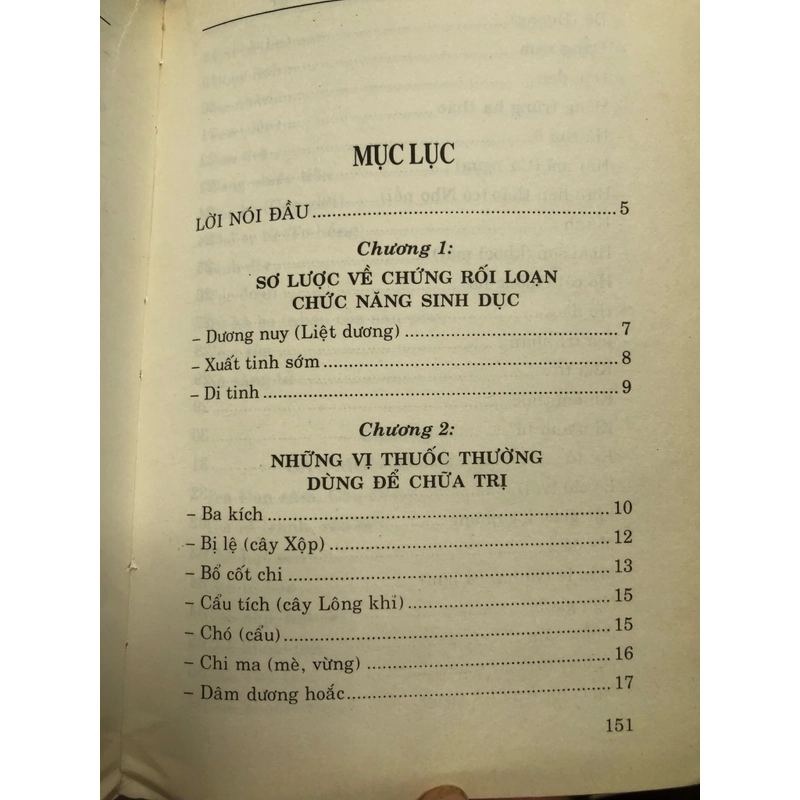 MỤC LỤC
LỜI NÓI ĐẦU ........ 5
Chương 1:
SƠ LƯỢC VỀ CHỨNG RỐI LOẠN
CHỨC NĂNG SINH DỤC
– Dương nuy (Liệt dương) ........ 7
– Xuất tinh sớm ........ 8
– Di tinh ........ 9
Chương 2:
NHỮNG VỊ THUỐC THƯỜNG
DÙNG ĐỂ CHỮA TRỊ
– Ba kích ........ 10
– Bị lệ (cây Xộp) ........ 12
– Bổ cốt chi ........ 13
– Cẩu tích (cây Lông khỉ) ........ 15
– Chó (cẩu) ........ 15
– Chi ma (mè, vừng) ........ 16
– Dâm dương hoắc ........ 17
151